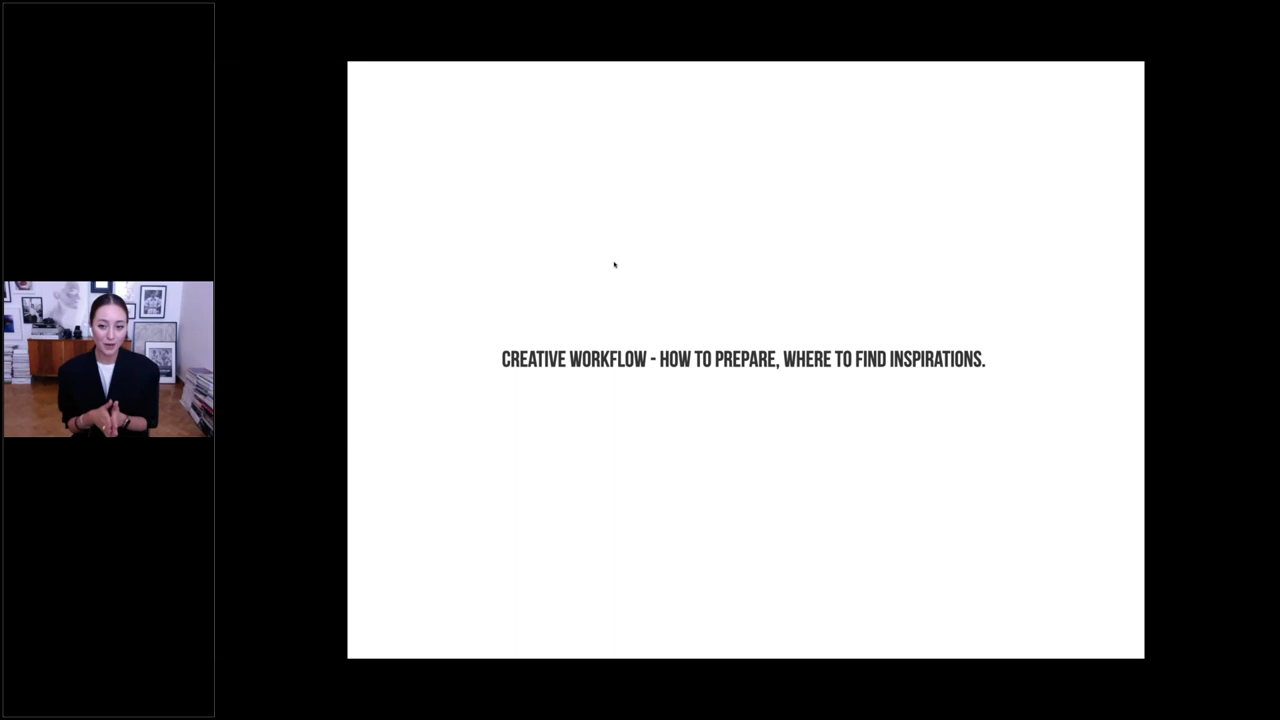 CREATIVE WORKFLOW - HOW TO PREPARE, WHERE TO FIND INSPIRATIONS.